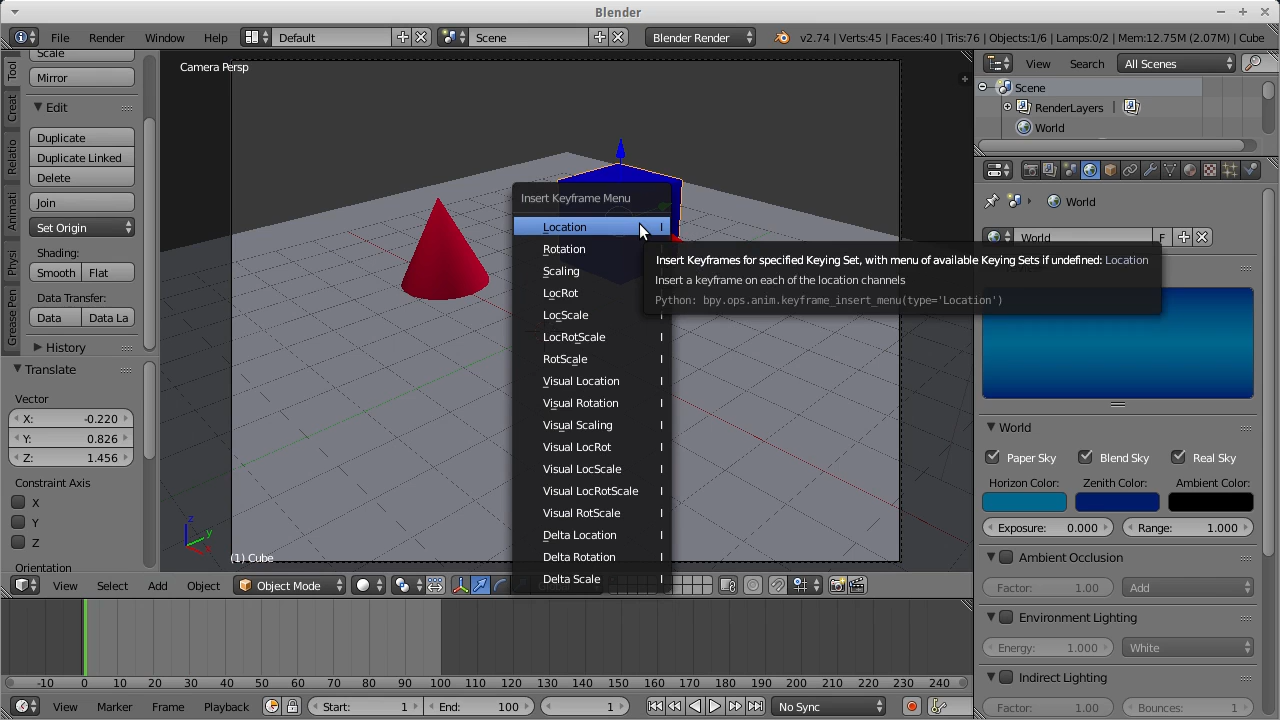 Blender
File Render Window Help Default Scene Blender Render v2.74 | Verts:45 | Faces:40 | Tris:76 | Objects:1/6 | Lamps:0/2 | Mem:12.75M (2.07M) | Cube
Tool
Creat
Relatio
Animati
Physi
Grease Pen
Scale
Mirror
Edit
Duplicate
Duplicate Linked
Delete
Join
Set Origin
Shading:
Smooth Flat
Data Transfer:
Data Data La
History
Translate
Vector
X: -0.220
Y: 0.826
Z: 1.456
Constraint Axis
X
Y
Z
Orientation
Camera Persp
Insert Keyframe Menu
Location I
Rotation I
Scaling I
LocRot I
LocScale I
LocRotScale I
RotScale I
Visual Location I
Visual Rotation I
Visual Scaling I
Visual LocRot I
Visual LocScale I
Visual LocRotScale I
Visual RotScale I
Delta Location I
Delta Rotation I
Delta Scale I
Insert Keyframes for specified Keying Set, with menu of available Keying Sets if undefined: Location
Insert a keyframe on each of the location channels
Python: bpy.ops.anim.keyframe_insert_menu(type='Location')
z
y
(1) Cube
View Select Add Object Object Mode
View Search All Scenes
Scene
RenderLayers
World
World
World F
World
Paper Sky Blend Sky Real Sky
Horizon Color: Zenith Color: Ambient Color:
Exposure: 0.000 Range: 1.000
Ambient Occlusion
Factor: 1.00 Add
Environment Lighting
Energy: 1.000 White
Indirect Lighting
Factor: 1.00 Bounces: 1
-10 0 10 20 30 40 50 60 70 80 90 100 110 120 130 140 150 160 170 180 190 200 210 220 230 240
View Marker Frame Playback Start: 1 End: 100 1 No Sync